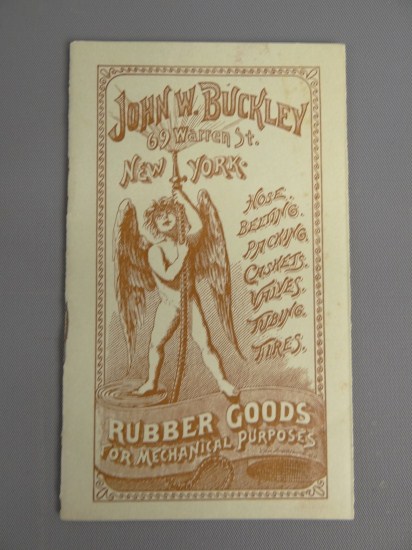 JOHN W. BUCKLEY
69 Warren St.
NEW YORK.
HOSE.
BELTING.
PACKING.
GASKETS.
VALVES.
TUBING.
TIRES.
RUBBER GOODS
FOR MECHANICAL PURPOSES